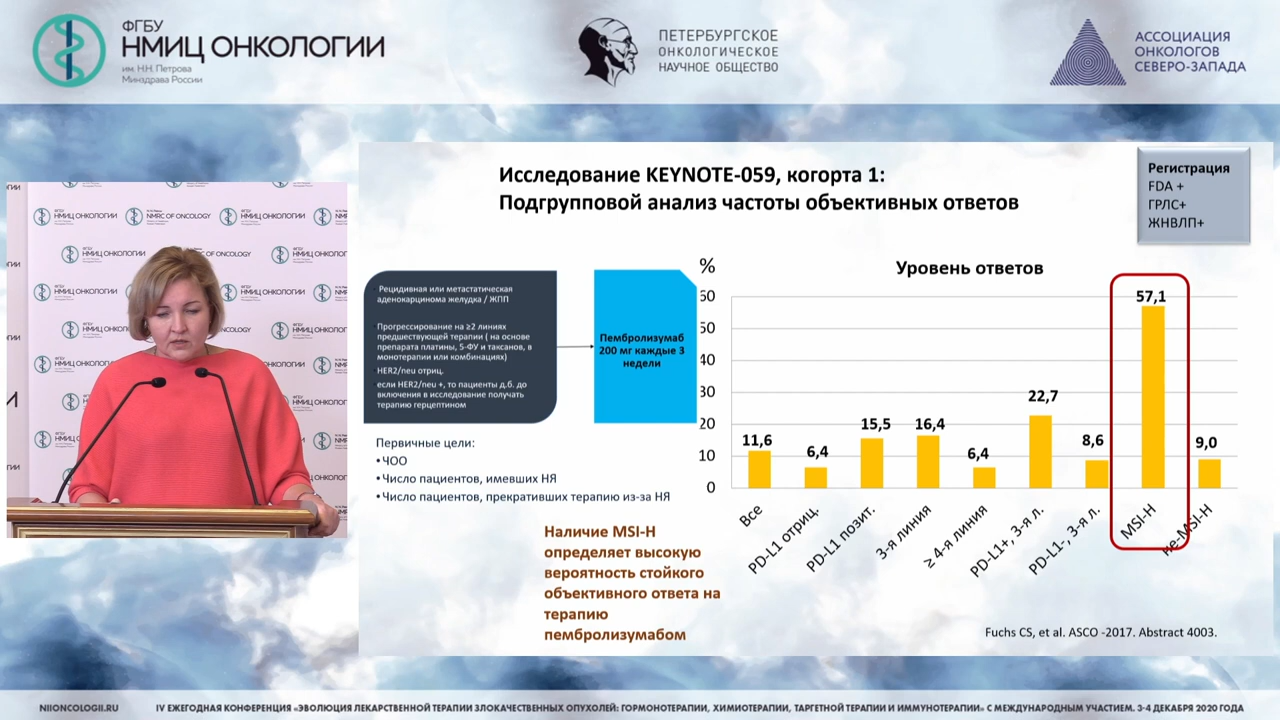 ФГБУ
НМИЦ ОНКОЛОГИИ
им. Н.Н. Петрова
Минздрава России
ПЕТЕРБУРГСКОЕ
ОНКОЛОГИЧЕСКОЕ
НАУЧНОЕ ОБЩЕСТВО
АССОЦИАЦИЯ
ОНКОЛОГОВ
СЕВЕРО-ЗАПАДА
Исследование KEYNOTE-059, когорта 1:
Подгрупповой анализ частоты объективных ответов
Регистрация
FDA +
ГРЛС+
ЖНВЛП+
Рецидивная или метастатическая
аденокарцинома желудка / ЖПП
Прогрессирование на ≥2 линиях
предшествующей терапии ( на основе
препарата платины, 5-ФУ и таксанов, в
монотерапии или комбинациях)
HER2/neu отриц.
если HER2/neu +, то пациенты д.б. до
включения в исследование получать
терапию герцептином
Пембролизумаб
200 мг каждые 3
недели
Первичные цели:
• ЧОО
• Число пациентов, имевших НЯ
• Число пациентов, прекративших терапию из-за НЯ
Наличие MSI-H
определяет высокую
вероятность стойкого
объективного ответа на
терапию
пембролизумабом
%
Уровень ответов
60
50
40
30
20
10
0
11,6
6,4
15,5
16,4
6,4
22,7
8,6
57,1
9,0
Все
PD-L1 отриц.
PD-L1 позит.
3-я линия
≥ 4-я линия
PD-L1+, 3-я л.
PD-L1-, 3-я л.
MSI-H
не-MSI-H
Fuchs CS, et al. ASCO -2017. Abstract 4003.
ФГБУ
НМИЦ ОНКОЛОГИИ
NMRC OF ONCOLOGY
NIIONCOLOGII.RU
IV ЕЖЕГОДНАЯ КОНФЕРЕНЦИЯ «ЭВОЛЮЦИЯ ЛЕКАРСТВЕННОЙ ТЕРАПИИ ЗЛОКАЧЕСТВЕННЫХ ОПУХОЛЕЙ: ГОРМОНОТЕРАПИИ, ХИМИОТЕРАПИИ, ТАРГЕТНОЙ ТЕРАПИИ И ИММУНОТЕРАПИИ» С МЕЖДУНАРОДНЫМ УЧАСТИЕМ. 3-4 ДЕКАБРЯ 2020 ГОДА